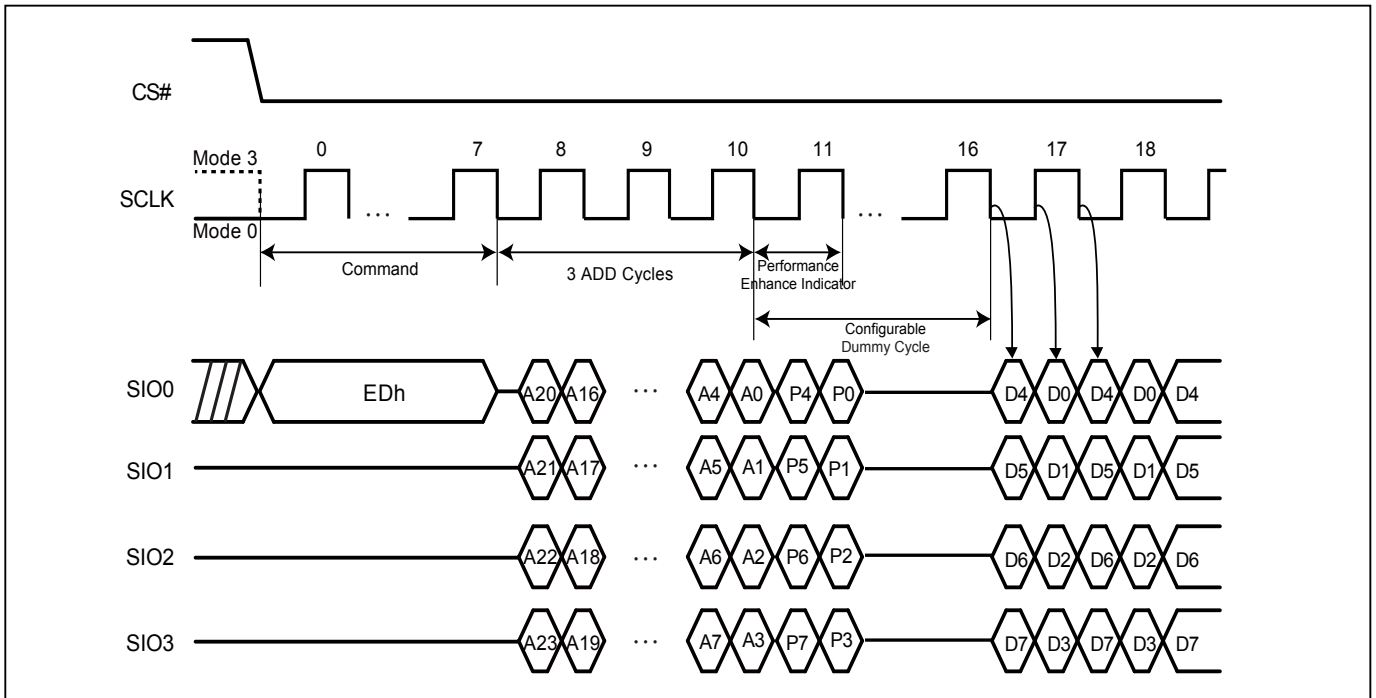 CS#
Mode 3
0 7 8 9 10 11 16 17 18
SCLK
...
...
Mode 0
Command
3 ADD Cycles
Performance
Enhance Indicator
Configurable
Dummy Cycle
SIO0 EDh A20 A16 ... A4 A0 P4 P0 D4 D0 D4 D0 D4
SIO1 A21 A17 ... A5 A1 P5 P1 D5 D1 D5 D1 D5
SIO2 A22 A18 ... A6 A2 P6 P2 D6 D2 D6 D2 D6
SIO3 A23 A19 ... A7 A3 P7 P3 D7 D3 D7 D3 D7